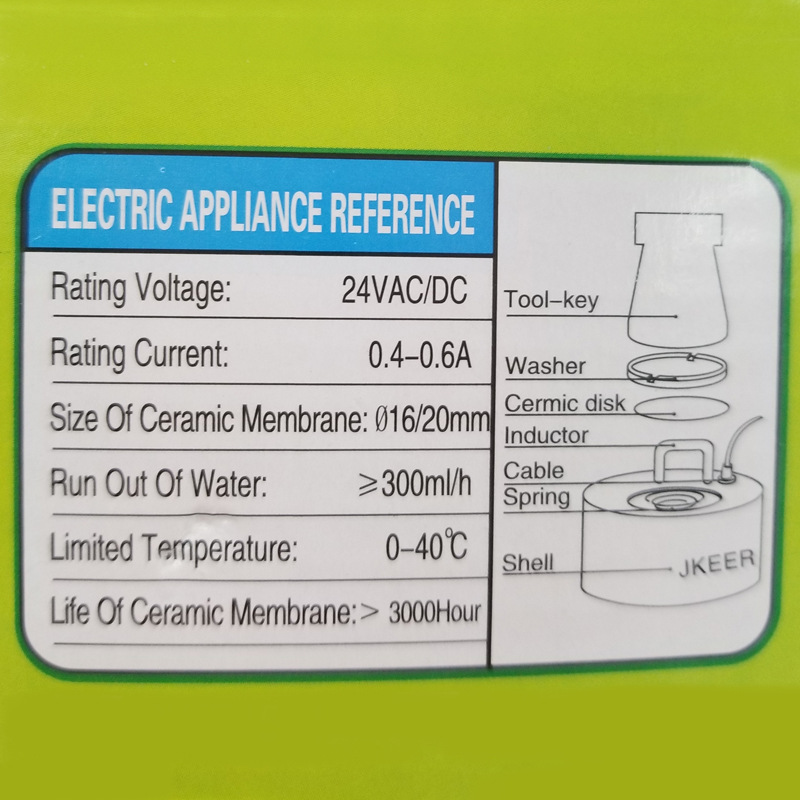 ELECTRIC APPLIANCE REFERENCE
Rating Voltage: 24VAC/DC
Rating Current: 0.4–0.6A
Size Of Ceramic Membrane: Ø16/20mm
Run Out Of Water: ⩾300ml/h
Limited Temperature: 0–40℃
Life Of Ceramic Membrane: > 3000Hour
Tool–key
Washer
Cermic disk
Inductor
Cable
Spring
Shell
JKEER